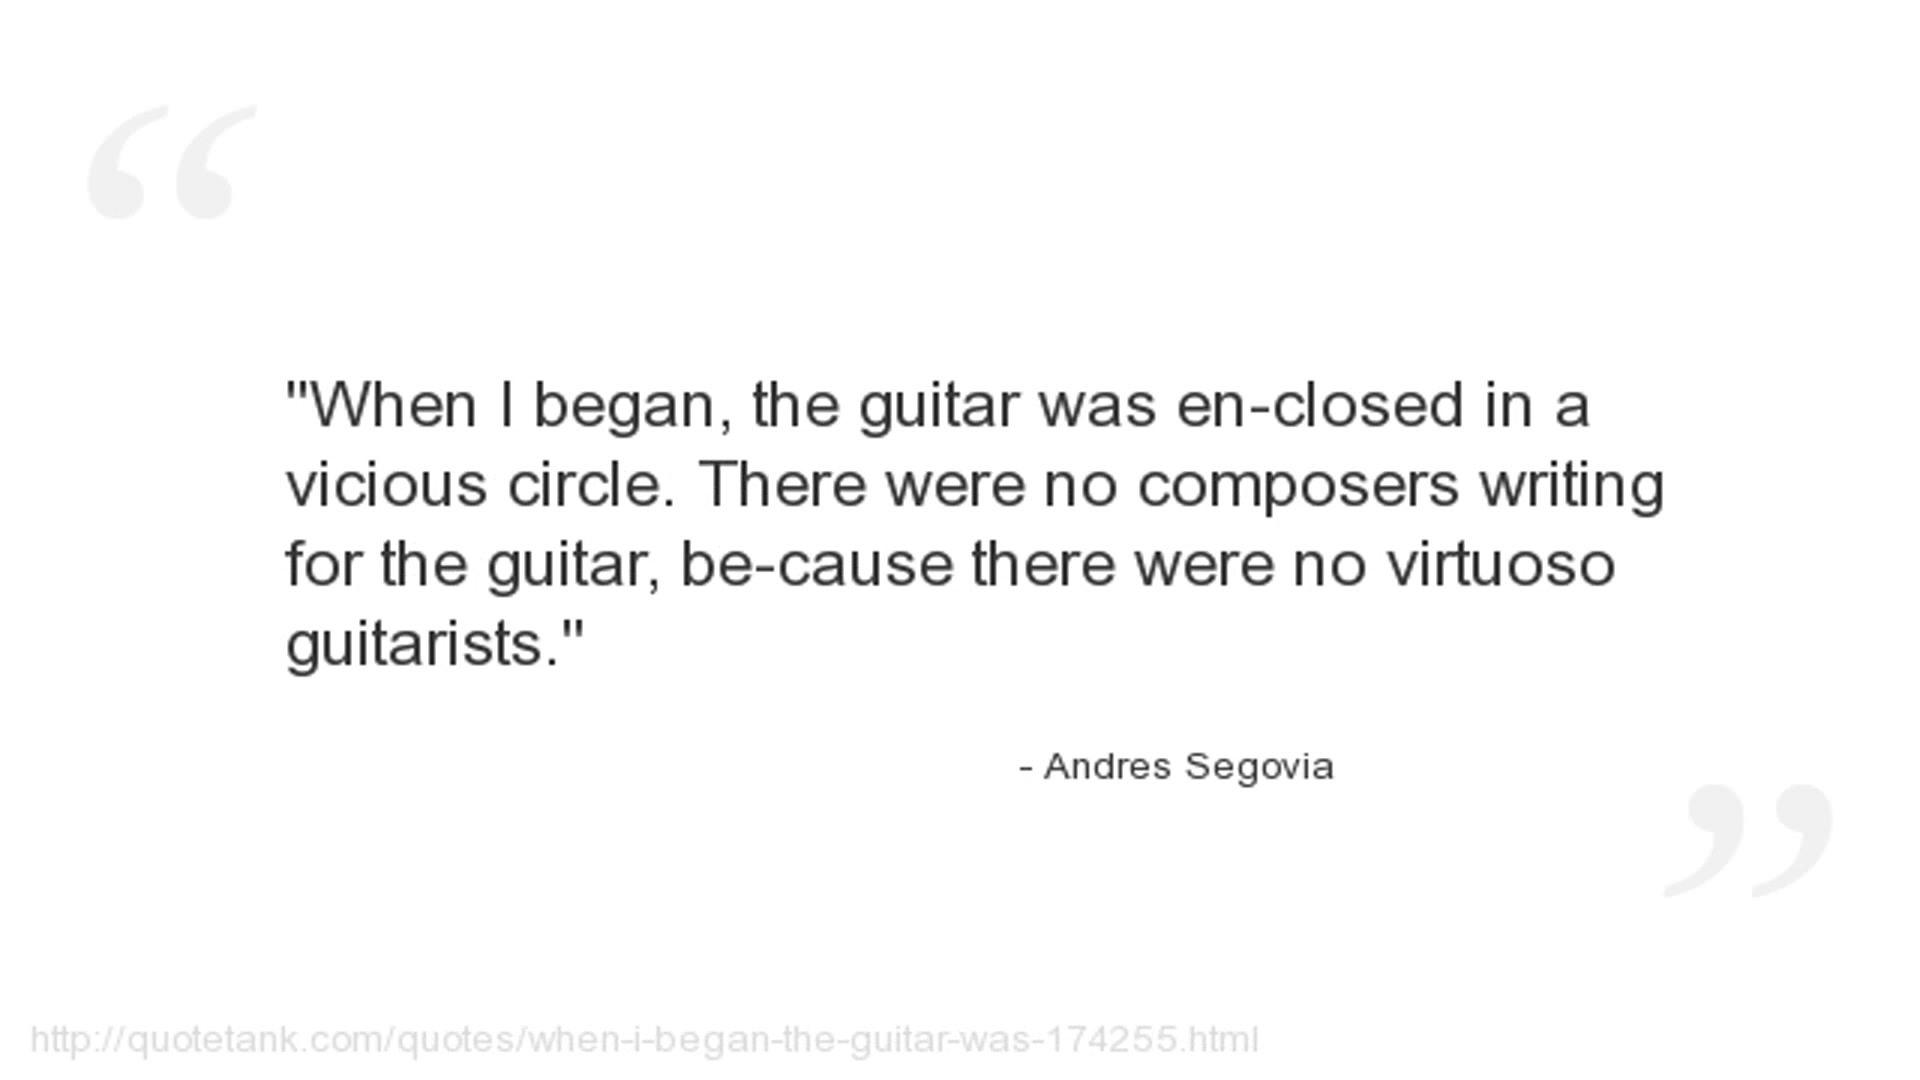 "When I began, the guitar was en-closed in a
vicious circle. There were no composers writing
for the guitar, be-cause there were no virtuoso
guitarists."
- Andres Segovia
http://quotetank.com/quotes/when-i-began-the-guitar-was-174255.html